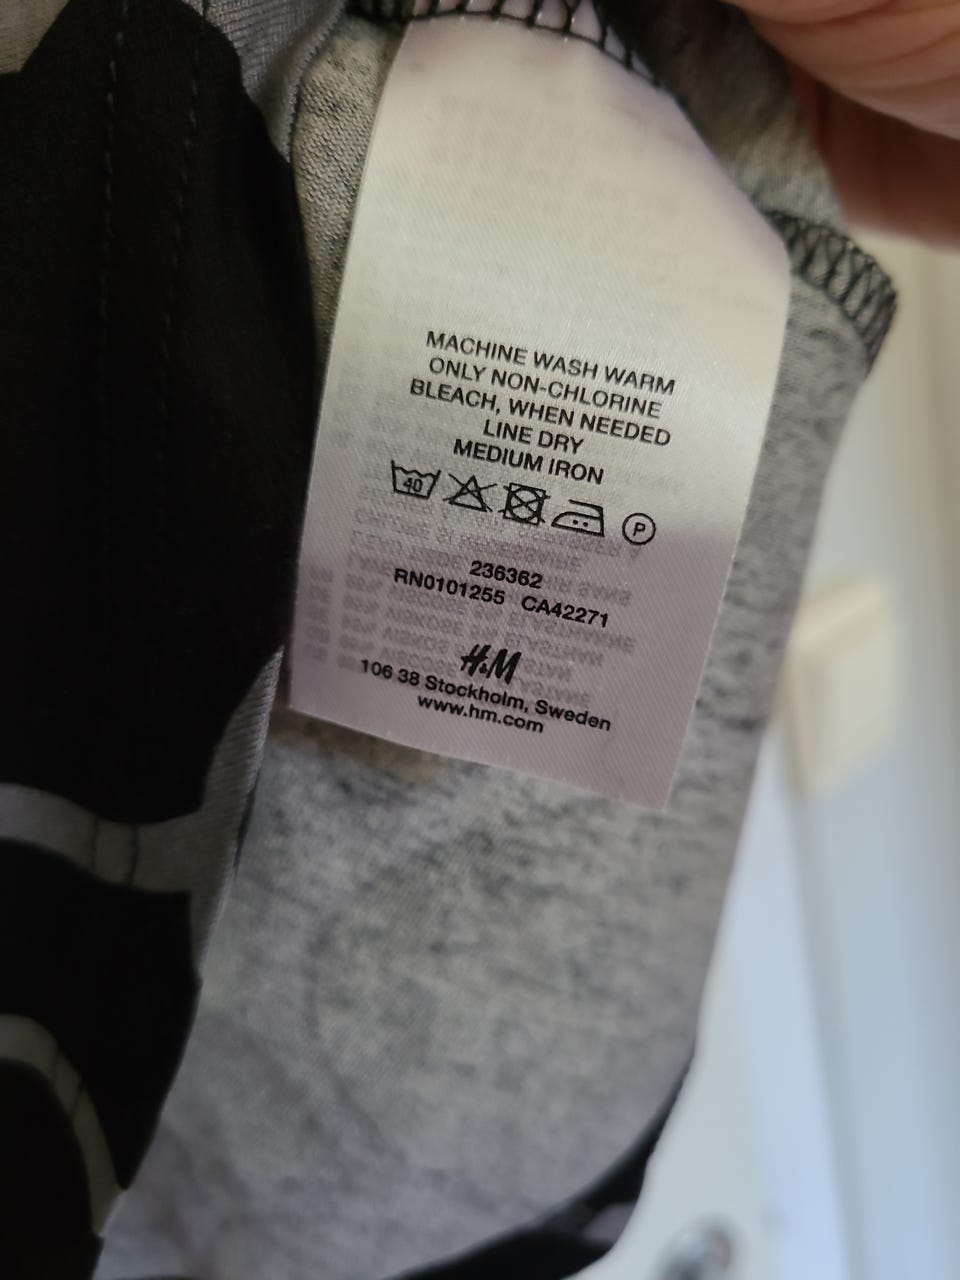 MACHINE WASH WARM
ONLY NON-CHLORINE
BLEACH, WHEN NEEDED
LINE DRY
MEDIUM IRON
40 P
236362
RN0101255 CA42271
H&M
106 38 Stockholm, Sweden
www.hm.com